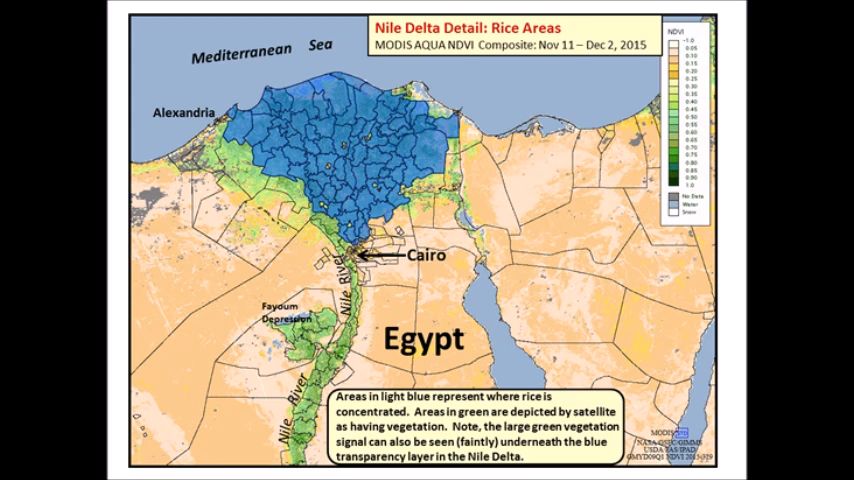 Nile Delta Detail: Rice Areas
MODIS AQUA NDVI Composite: Nov 11 – Dec 2, 2015
Mediterranean Sea
Alexandria
Cairo
Nile River
Fayoum
Depression
Egypt
Nile River
Areas in light blue represent where rice is
concentrated. Areas in green are depicted by satellite
as having vegetation. Note, the large green vegetation
signal can also be seen (faintly) underneath the blue
transparency layer in the Nile Delta.
NDVI
-1.0
0.05
0.10
0.15
0.20
0.25
0.30
0.35
0.40
0.45
0.50
0.55
0.60
0.65
0.70
0.75
0.80
0.85
0.90
1.0
No Data
Water
Snow
MODIS
NASA GSFC GIMMS
USDA FAS IPAD